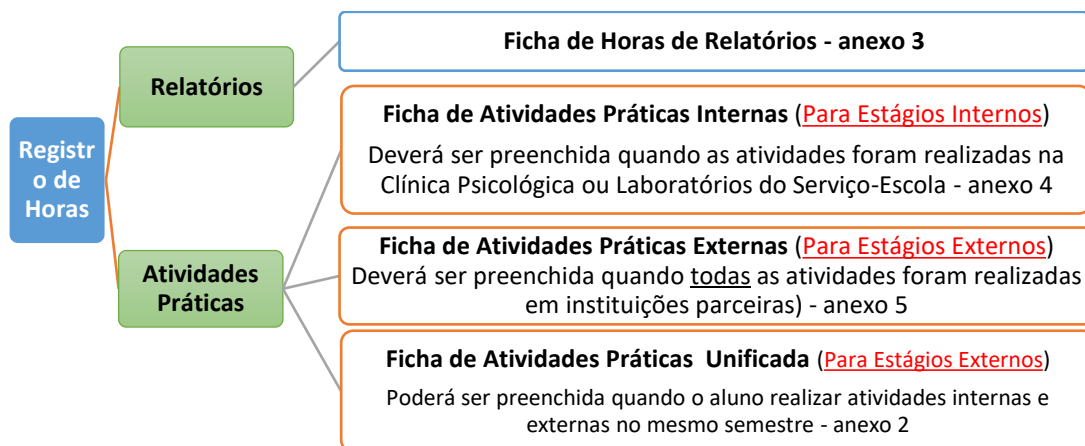 Registr
o de
Horas
Relatórios
Ficha de Horas de Relatórios - anexo 3
Atividades
Práticas
Ficha de Atividades Práticas Internas (Para Estágios Internos)
Deverá ser preenchida quando as atividades foram realizadas na
Clínica Psicológica ou Laboratórios do Serviço-Escola - anexo 4
Ficha de Atividades Práticas Externas (Para Estágios Externos)
Deverá ser preenchida quando todas as atividades foram realizadas
em instituições parceiras) - anexo 5
Ficha de Atividades Práticas Unificada (Para Estágios Externos)
Poderá ser preenchida quando o aluno realizar atividades internas e
externas no mesmo semestre - anexo 2